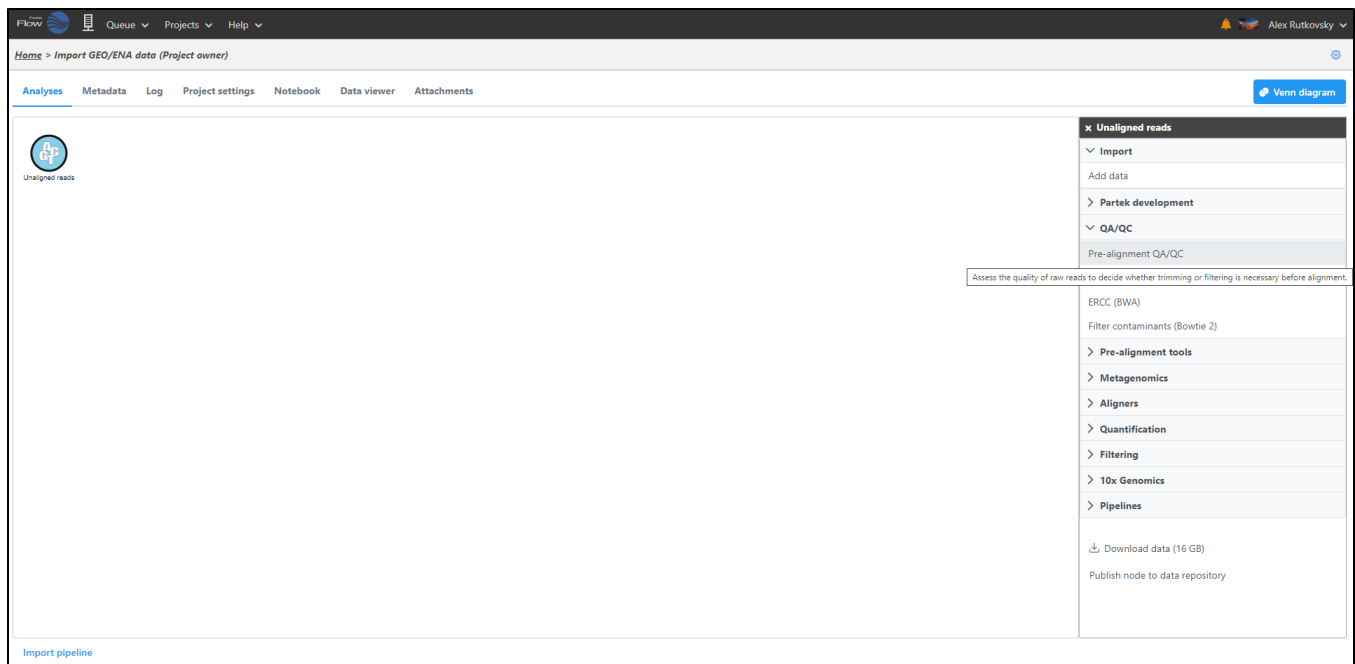 Partek
Flow Queue Projects Help Alex Rutkovsky
Home > Import GEO/ENA data (Project owner)
Analyses Metadata Log Project settings Notebook Data viewer Attachments Venn diagram
Unaligned reads
x Unaligned reads
Import
Add data
Partek development
QA/QC
Pre-alignment QA/QC
Assess the quality of raw reads to decide whether trimming or filtering is necessary before alignment.
ERCC (BWA)
Filter contaminants (Bowtie 2)
Pre-alignment tools
Metagenomics
Aligners
Quantification
Filtering
10x Genomics
Pipelines
Download data (16 GB)
Publish node to data repository
Import pipeline